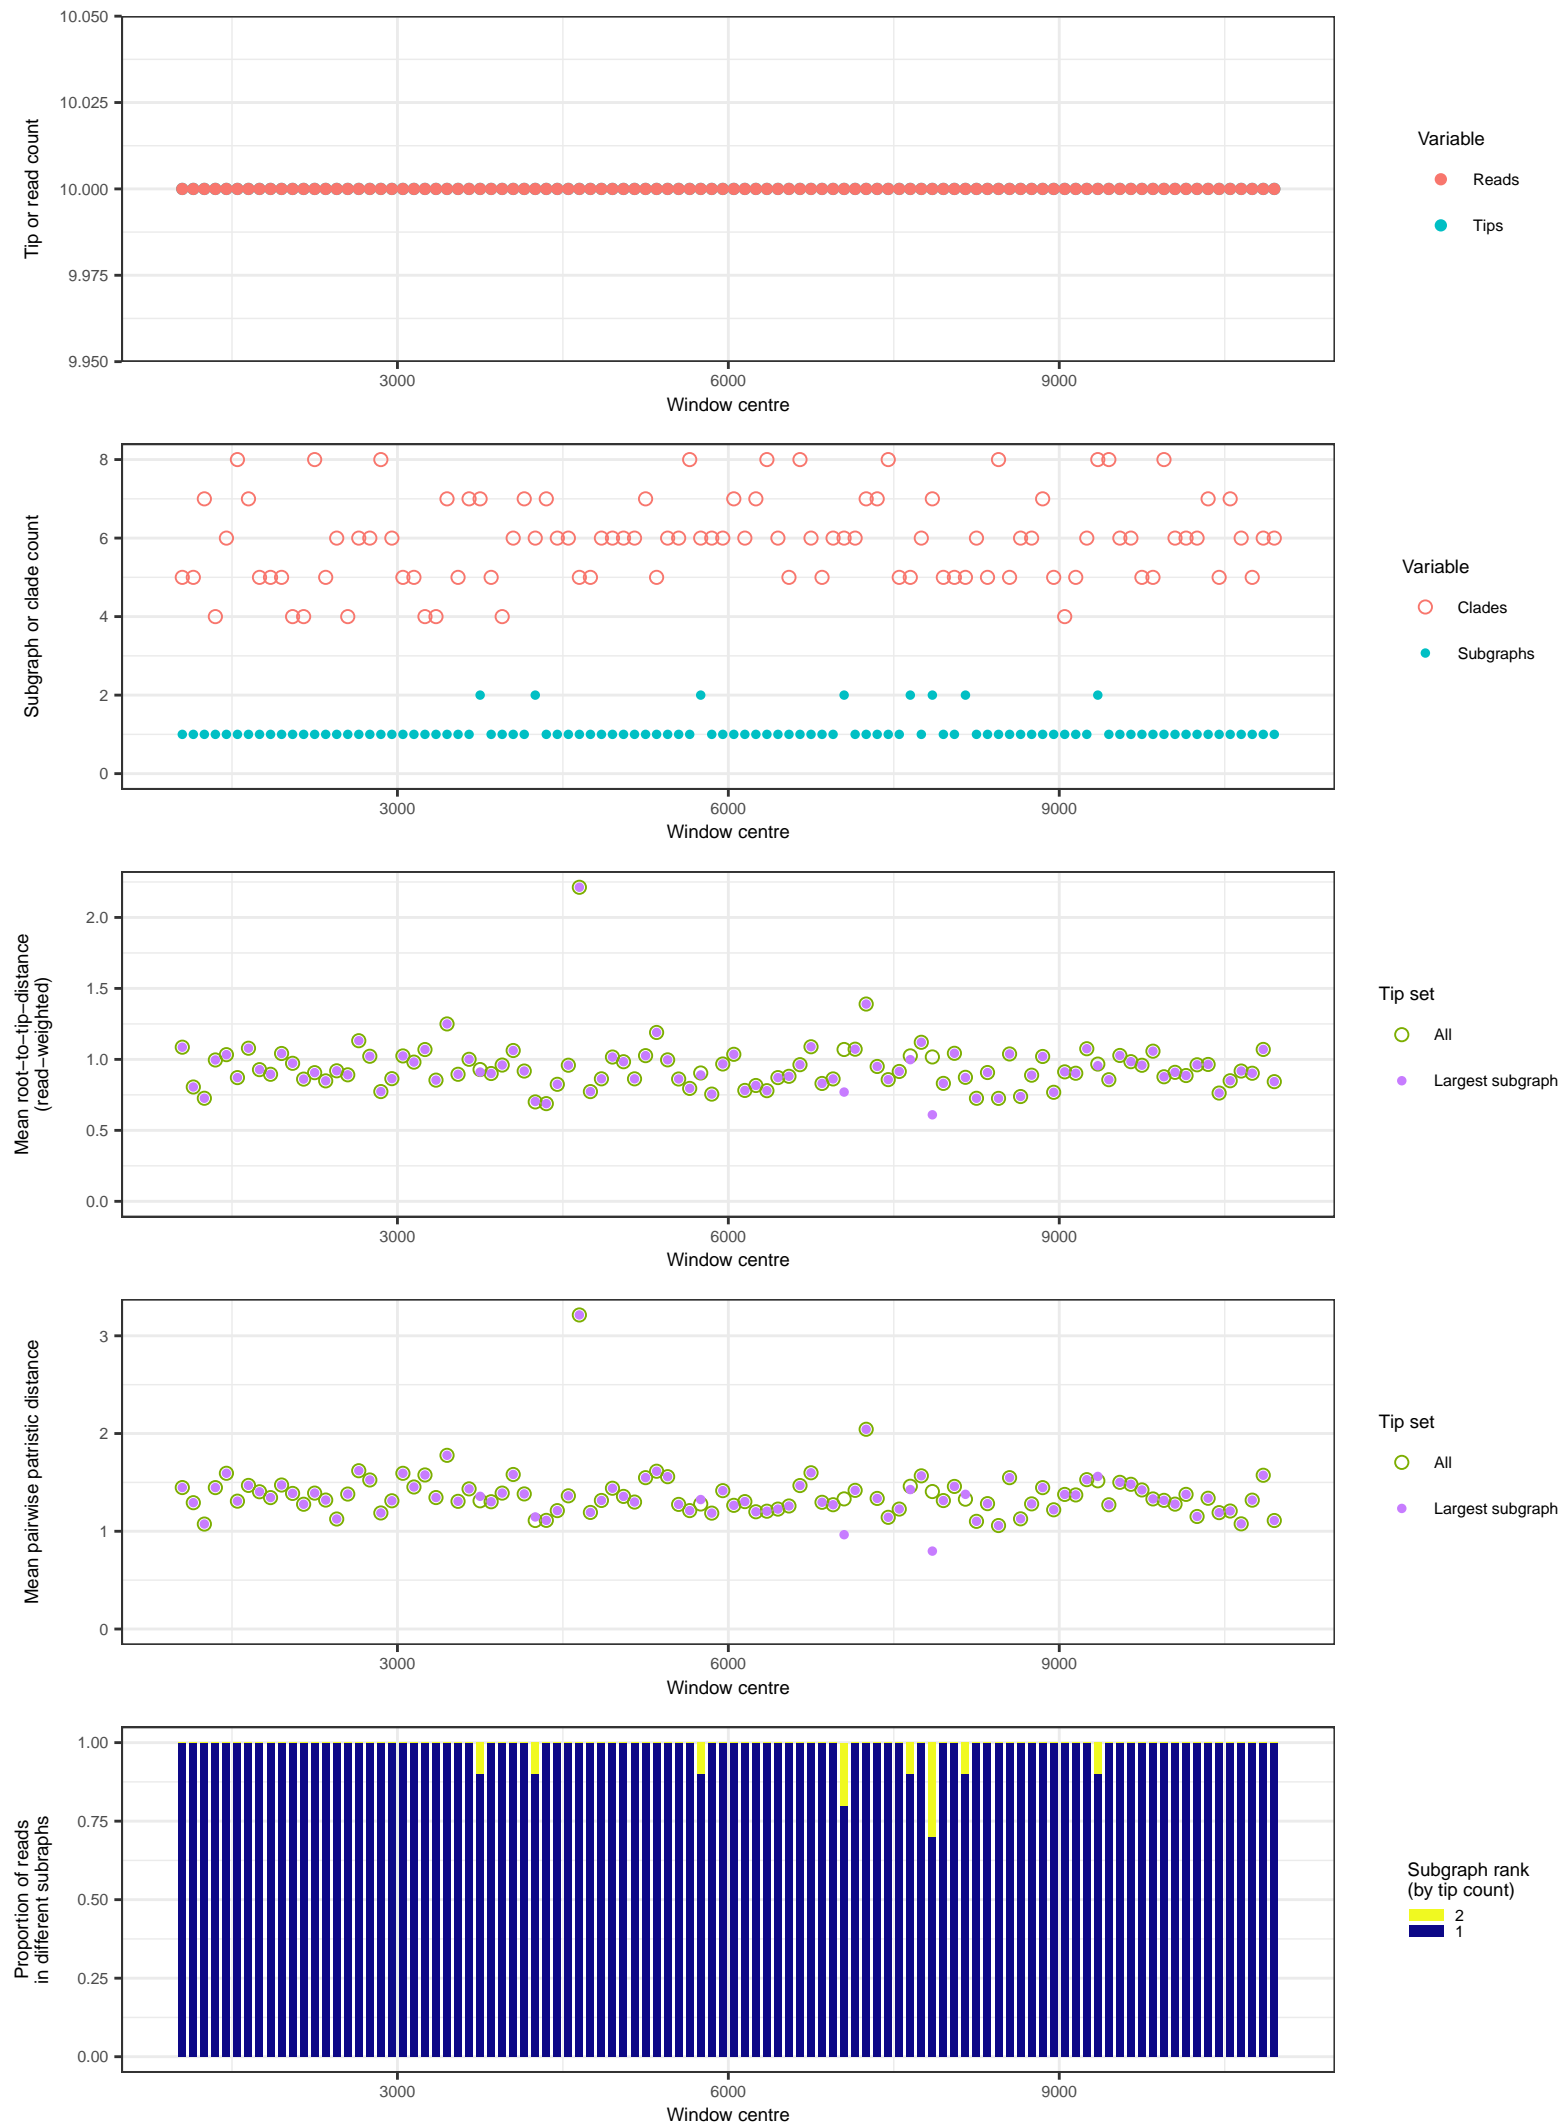 10.050
10.025
10.000
9.975
9.950
Tip or read count
3000 6000 9000
Window centre
Variable
Reads
Tips
8
6
4
2
0
Subgraph or clade count
3000 6000 9000
Window centre
Variable
Clades
Subgraphs
2.0
1.5
1.0
0.5
0.0
Mean root−to−tip−distance
(read−weighted)
3000 6000 9000
Window centre
Tip set
All
Largest subgraph
3
2
1
0
Mean pairwise patristic distance
3000 6000 9000
Window centre
Tip set
All
Largest subgraph
1.00
0.75
0.50
0.25
0.00
Proportion of reads
in different subraphs
3000 6000 9000
Window centre
Subgraph rank
(by tip count)
2
1